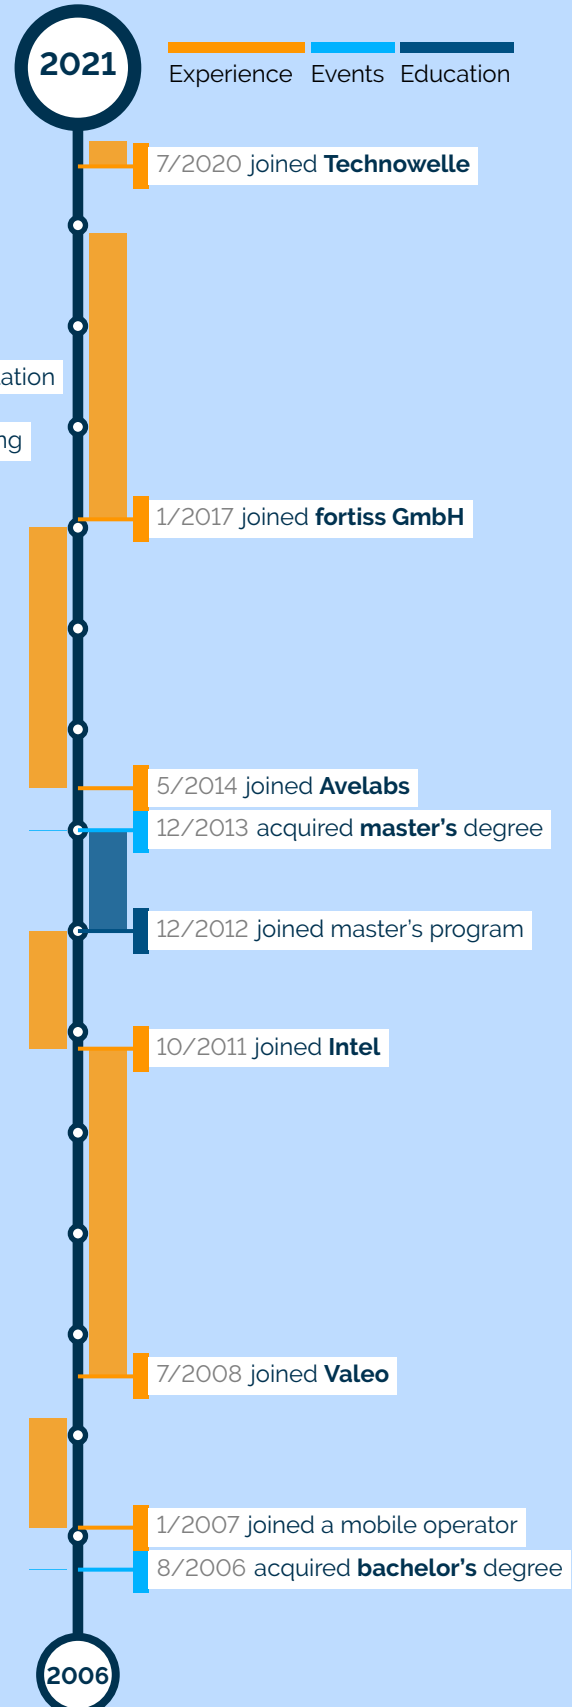 2021
Experience Events Education
7/2020 joined Technowelle
ation
ng
1/2017 joined fortiss GmbH
5/2014 joined Avelabs
12/2013 acquired master's degree
12/2012 joined master's program
10/2011 joined Intel
7/2008 joined Valeo
1/2007 joined a mobile operator
8/2006 acquired bachelor's degree
2006